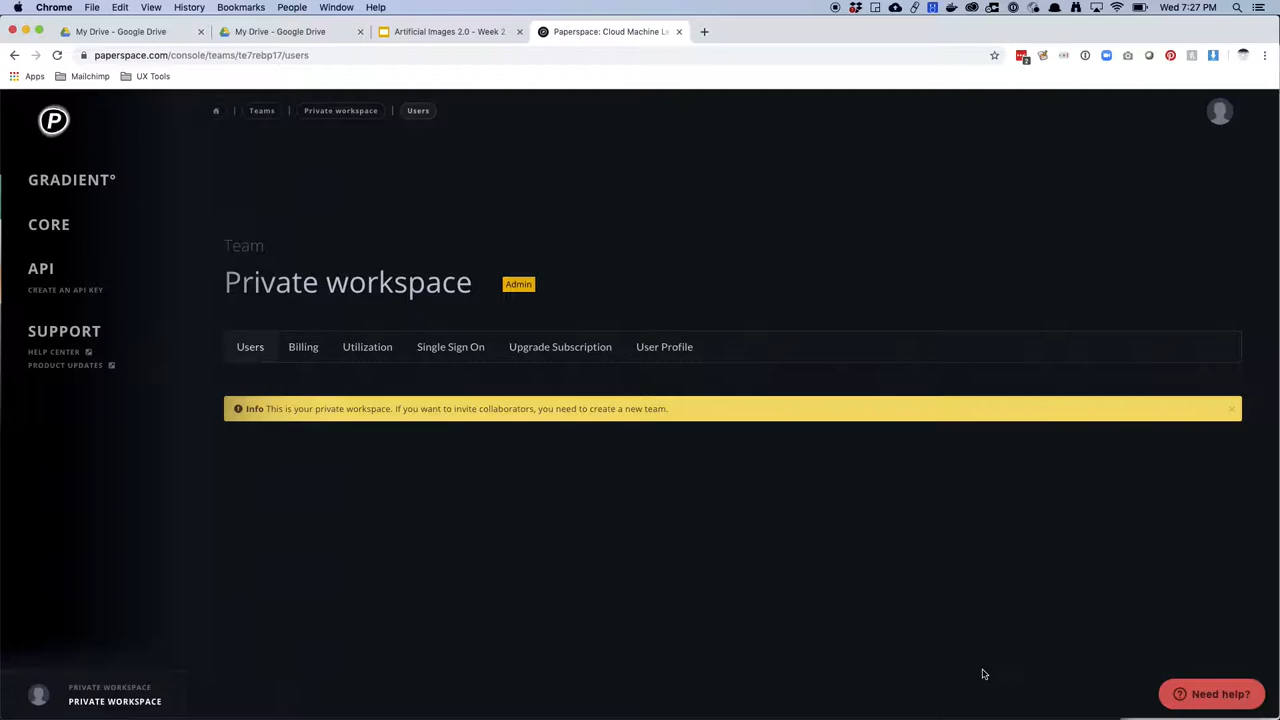 Chrome File Edit View History Bookmarks People Window Help Wed 7:27 PM
My Drive - Google Drive My Drive - Google Drive Artificial Images 2.0 - Week 2 Paperspace: Cloud Machine Le
paperspace.com/console/teams/te7rebp17/users
2
Apps Mailchimp UX Tools
P
Teams | Private workspace | Users
GRADIENT°
CORE
API
CREATE AN API KEY
SUPPORT
HELP CENTER
PRODUCT UPDATES
Team
Private workspace Admin
Users Billing Utilization Single Sign On Upgrade Subscription User Profile
Info This is your private workspace. If you want to invite collaborators, you need to create a new team.
PRIVATE WORKSPACE
PRIVATE WORKSPACE
Need help?